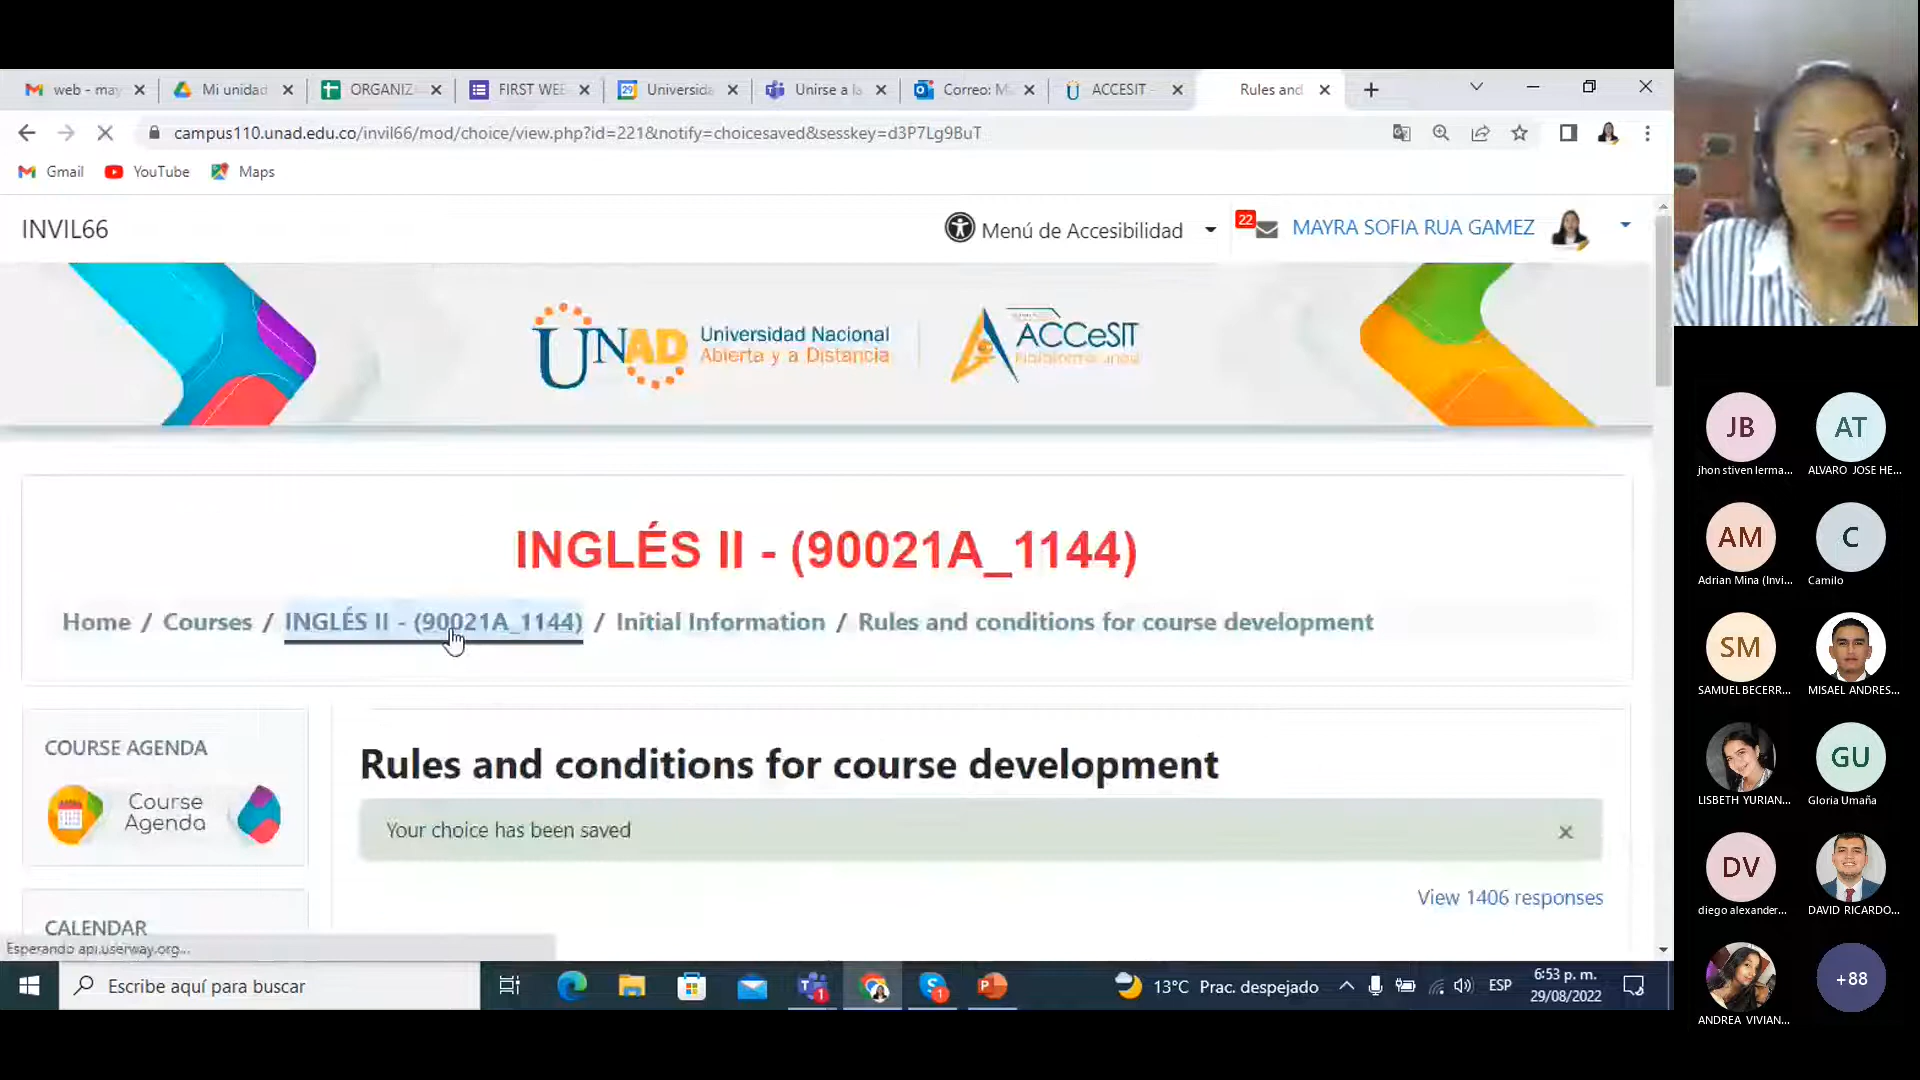 web - may
Mi unidad
ORGANIZ
FIRST WEB
Universida
Unirse a la
Correo: M
ACCESIT -
Rules and
campus110.unad.edu.co/invil66/mod/choice/view.php?id=221&notify=choicesaved&sesskey=d3P7Lg9BuT
Gmail
YouTube
Maps
INVIL66
Menú de Accesibilidad
22
MAYRA SOFIA RUA GAMEZ
UNAD
Universidad Nacional
Abierta y a Distancia
ACCeSIT
INGLÉS II - (90021A_1144)
Home / Courses / INGLÉS II - (90021A_1144) / Initial Information / Rules and conditions for course development
COURSE AGENDA
Course
Agenda
CALENDAR
Rules and conditions for course development
Your choice has been saved
View 1406 responses
Esperando api.userway.org...
Escribe aquí para buscar
1
1
13°C Prac. despejado
ESP
6:53 p. m.
29/08/2022
JB
jhon stiven lerma...
AT
ALVARO JOSE HE...
AM
Adrian Mina (Invi...
C
Camilo
SM
SAMUEL BECERR...
MISAEL ANDRES...
LISBETH YURIAN...
GU
Gloria Umaña
DV
diego alexander...
DAVID RICARDO...
ANDREA VIVIAN...
+88